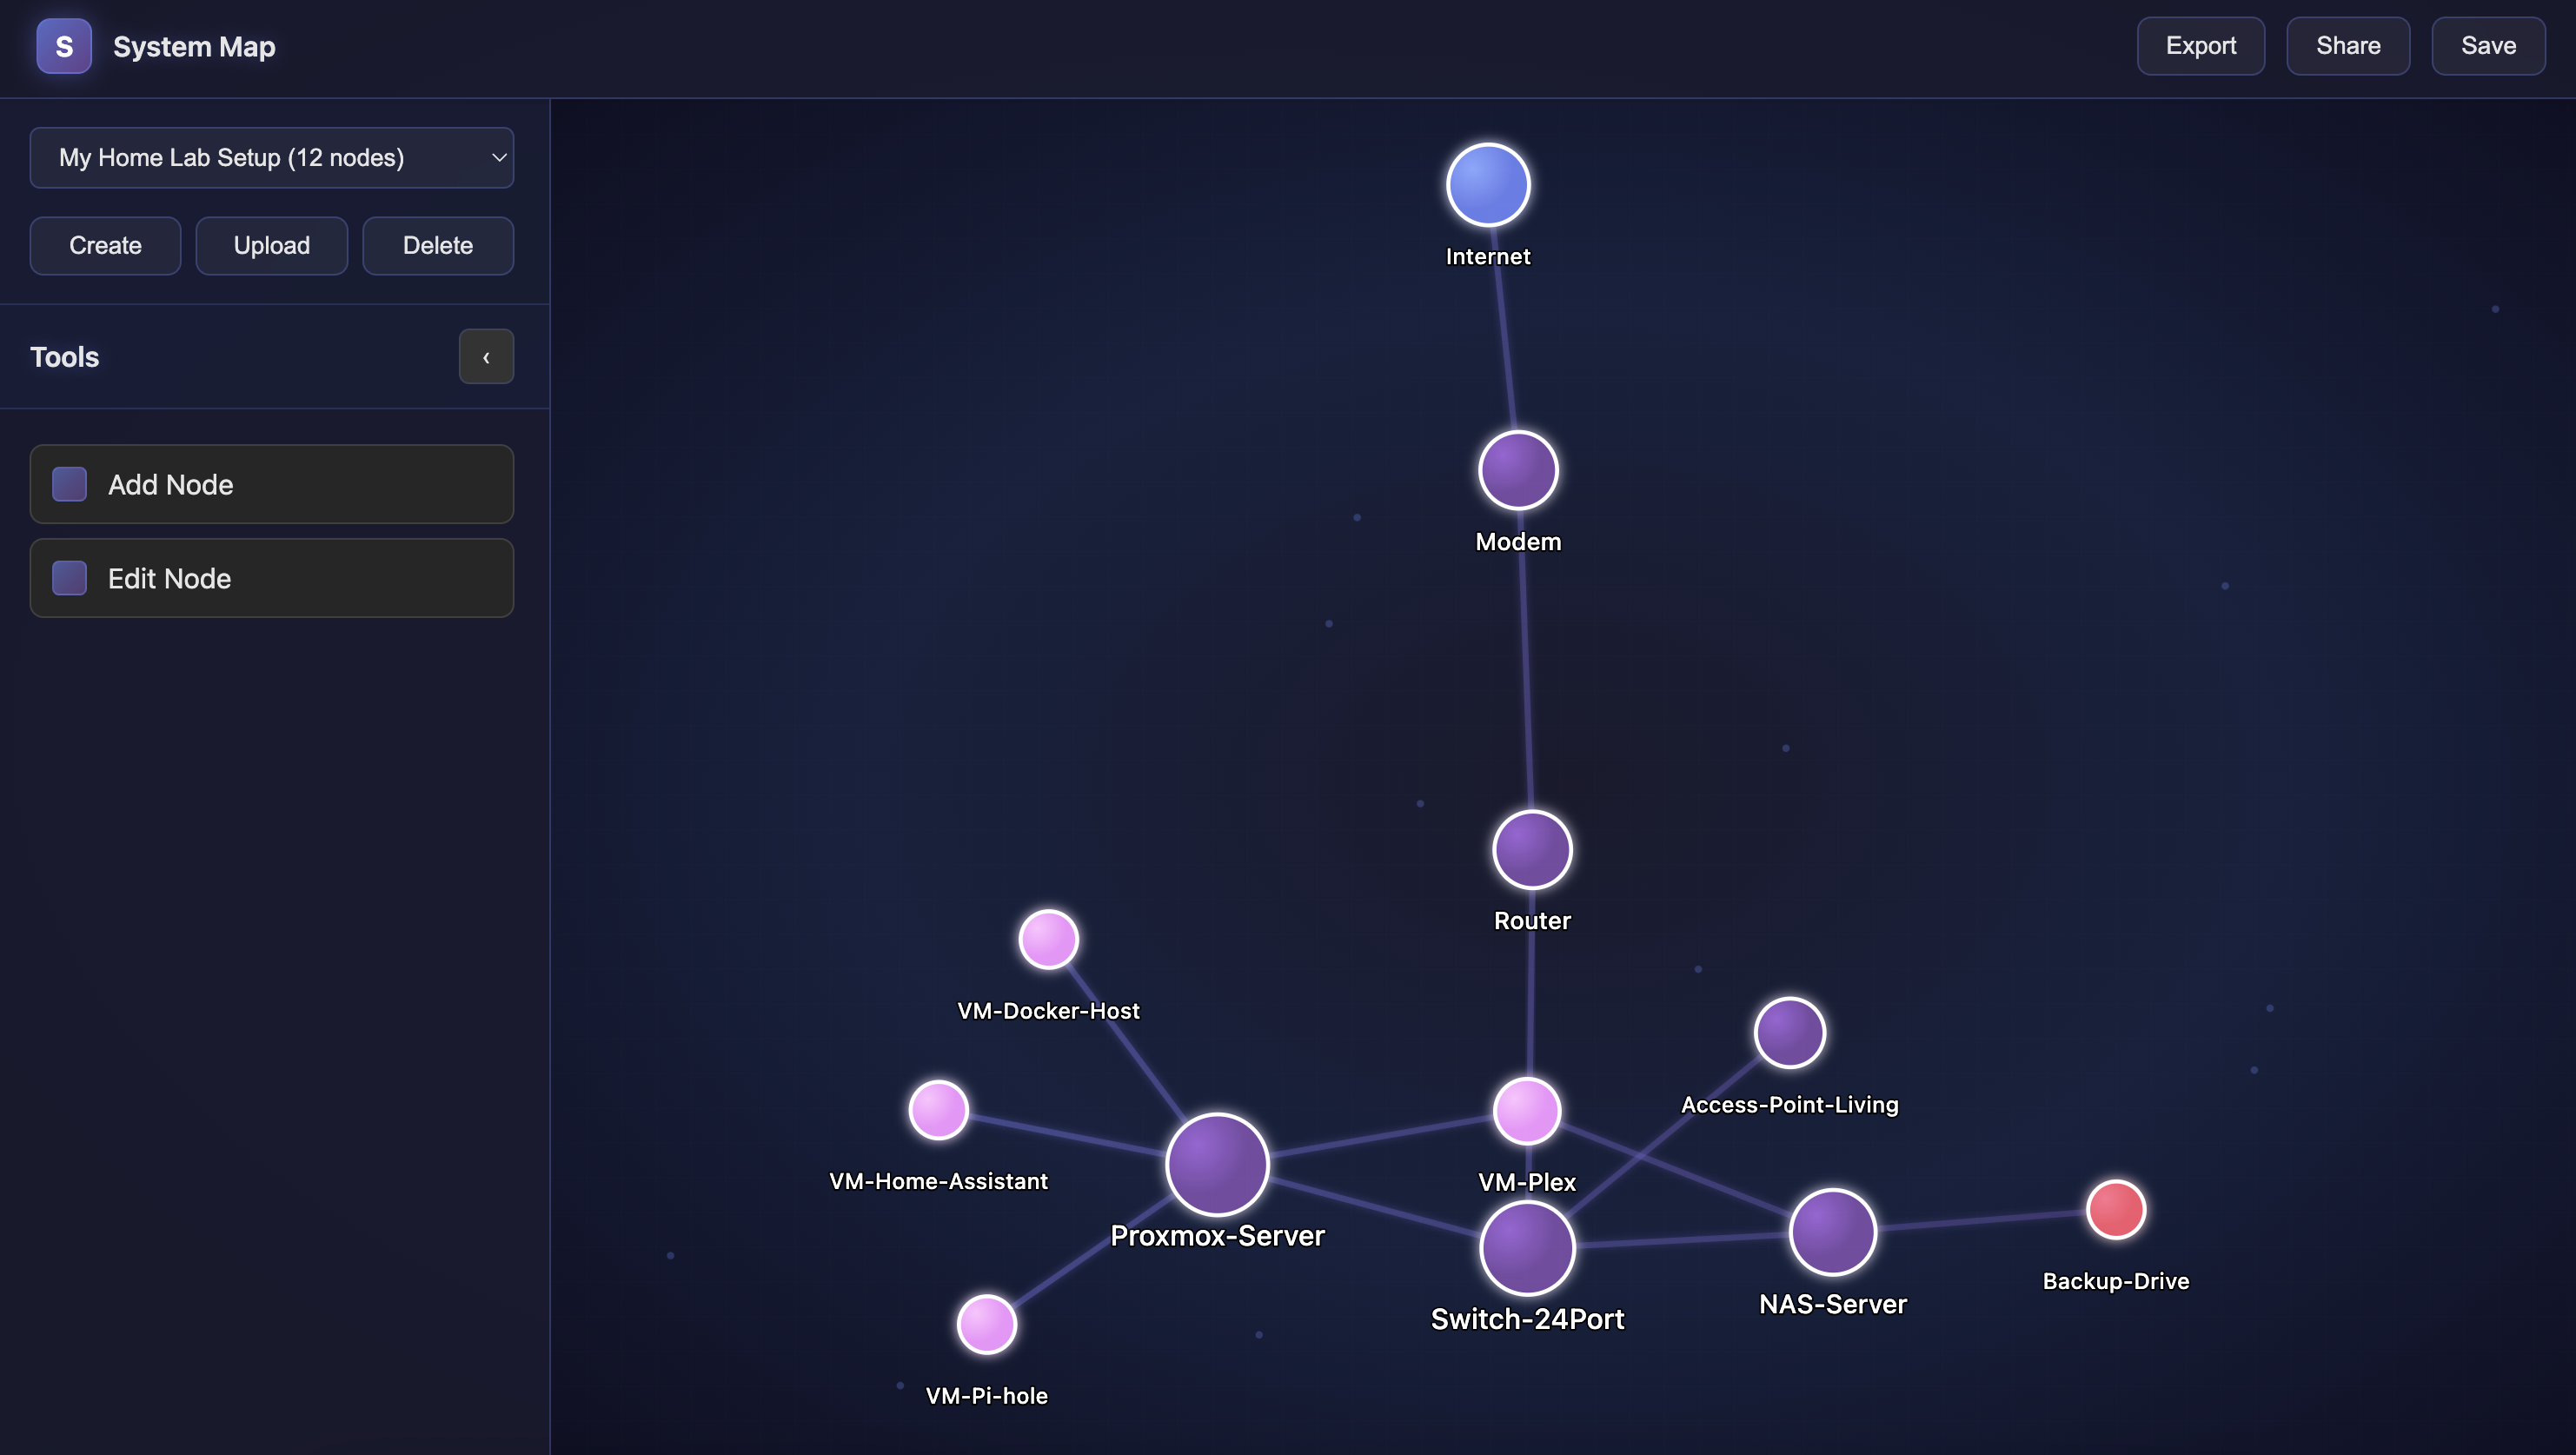 S
System Map
Export
Share
Save
My Home Lab Setup (12 nodes)
Create
Upload
Delete
Tools
‹
Add Node
Edit Node
Internet
Modem
Router
VM-Docker-Host
Access-Point-Living
VM-Home-Assistant
VM-Plex
Proxmox-Server
Backup-Drive
NAS-Server
Switch-24Port
VM-Pi-hole